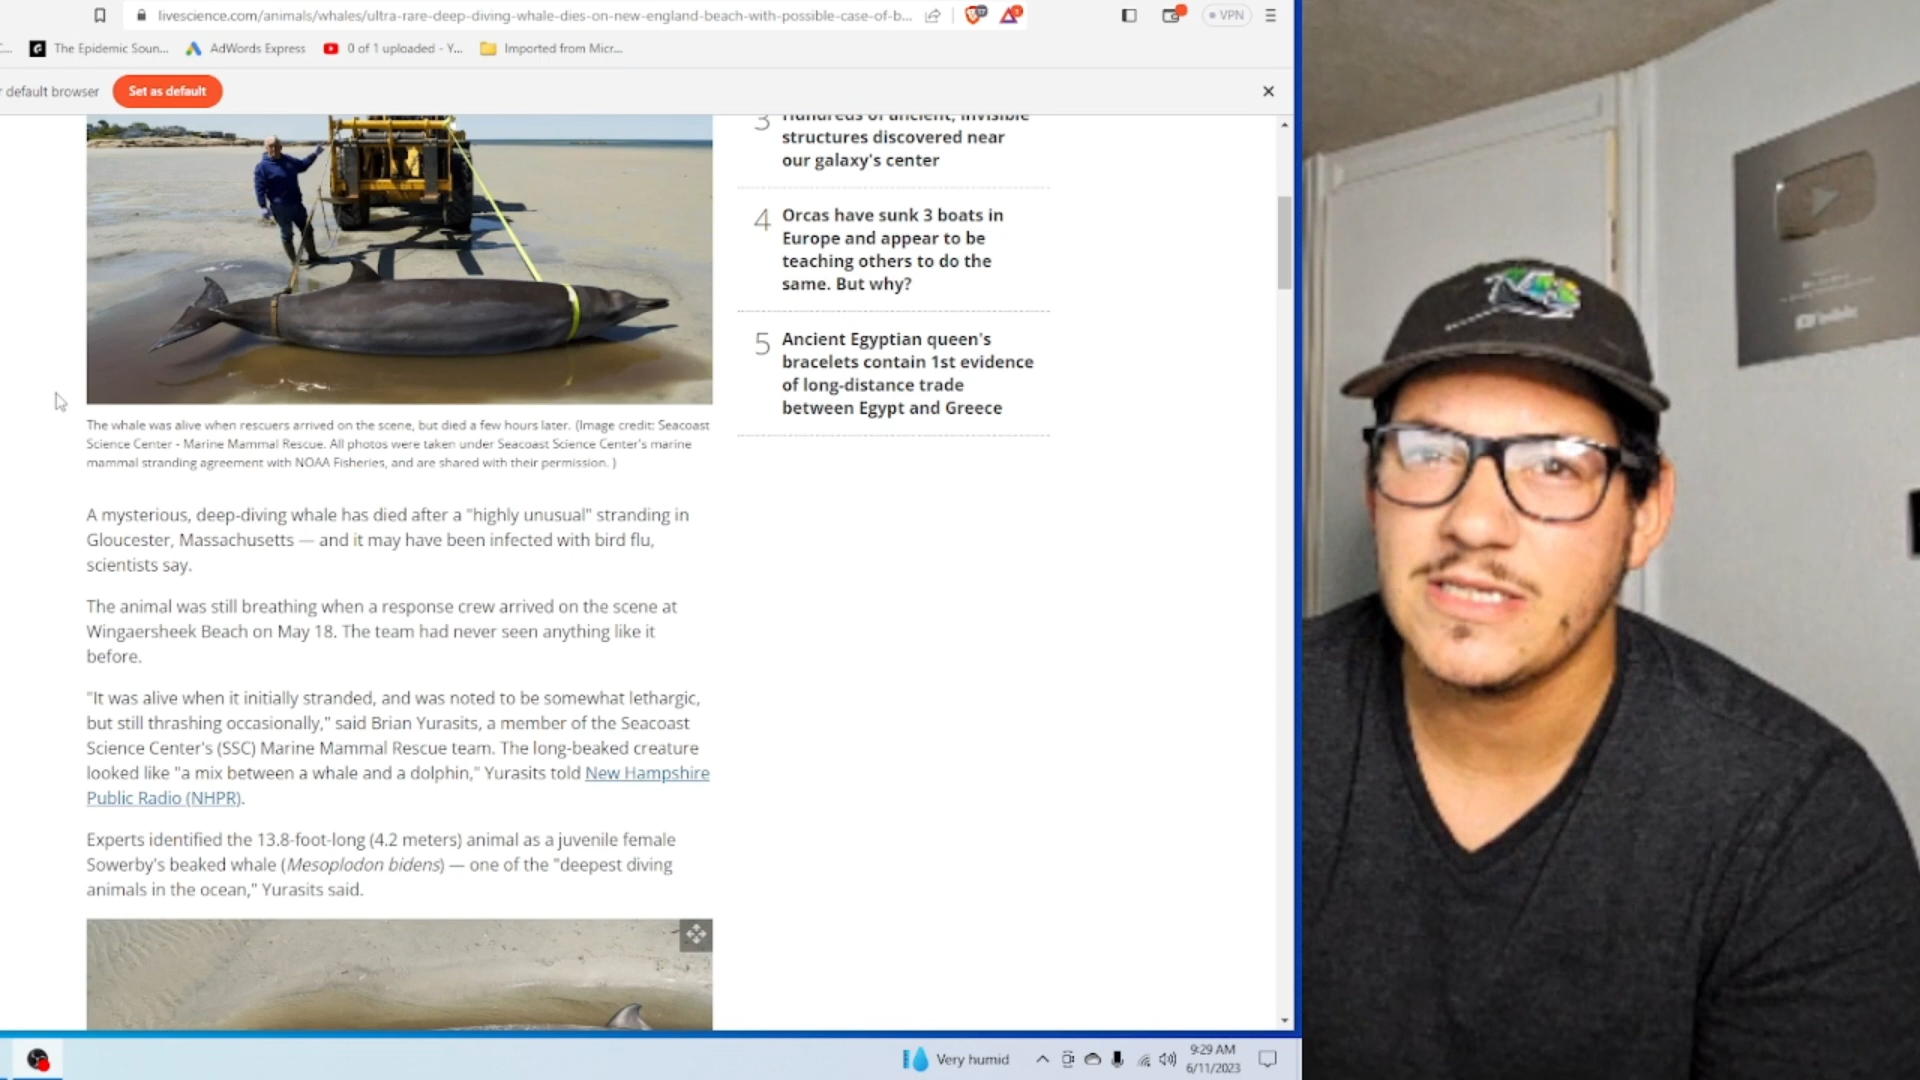 livescience.com/animals/whales/ultra-rare-deep-diving-whale-dies-on-new-england-beach-with-possible-case-of-b...
VPN
The Epidemic Soun...
AdWords Express
0 of 1 uploaded - Y...
Imported from Micr...
default browser
Set as default
3 Hundreds of ancient, invisible
structures discovered near
our galaxy's center
4 Orcas have sunk 3 boats in
Europe and appear to be
teaching others to do the
same. But why?
5 Ancient Egyptian queen's
bracelets contain 1st evidence
of long-distance trade
between Egypt and Greece
The whale was alive when rescuers arrived on the scene, but died a few hours later. (Image credit: Seacoast
Science Center - Marine Mammal Rescue. All photos were taken under Seacoast Science Center's marine
mammal stranding agreement with NOAA Fisheries, and are shared with their permission. )
A mysterious, deep-diving whale has died after a "highly unusual" stranding in
Gloucester, Massachusetts — and it may have been infected with bird flu,
scientists say.
The animal was still breathing when a response crew arrived on the scene at
Wingaersheek Beach on May 18. The team had never seen anything like it
before.
"It was alive when it initially stranded, and was noted to be somewhat lethargic,
but still thrashing occasionally," said Brian Yurasits, a member of the Seacoast
Science Center's (SSC) Marine Mammal Rescue team. The long-beaked creature
looked like "a mix between a whale and a dolphin," Yurasits told New Hampshire
Public Radio (NHPR).
Experts identified the 13.8-foot-long (4.2 meters) animal as a juvenile female
Sowerby's beaked whale (Mesoplodon bidens) — one of the "deepest diving
animals in the ocean," Yurasits said.
Very humid
9:29 AM
6/11/2023